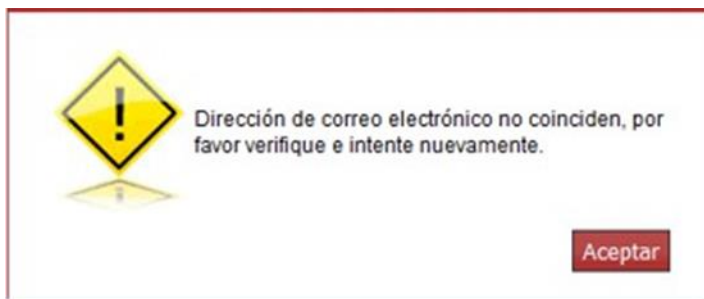 Dirección de correo electrónico no coinciden, por
favor verifique e intente nuevamente.
Aceptar